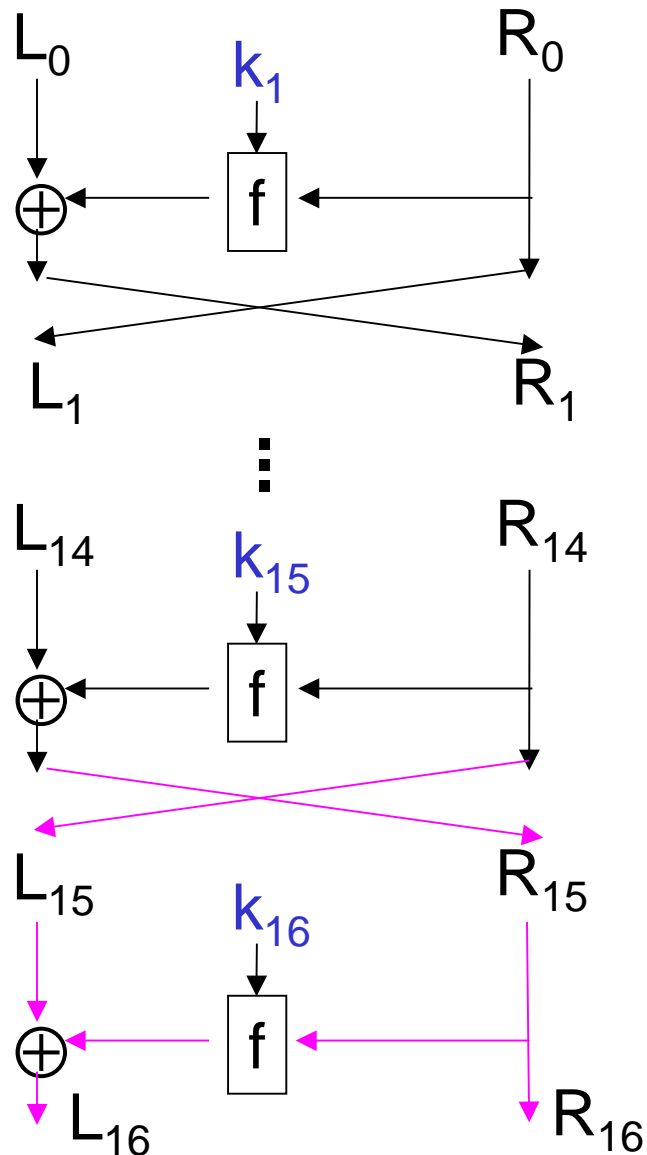 L₀ k₁ R₀
f
L₁ R₁
L₁₄ k₁₅ R₁₄
f
L₁₅ k₁₆ R₁₅
f
L₁₆ R₁₆